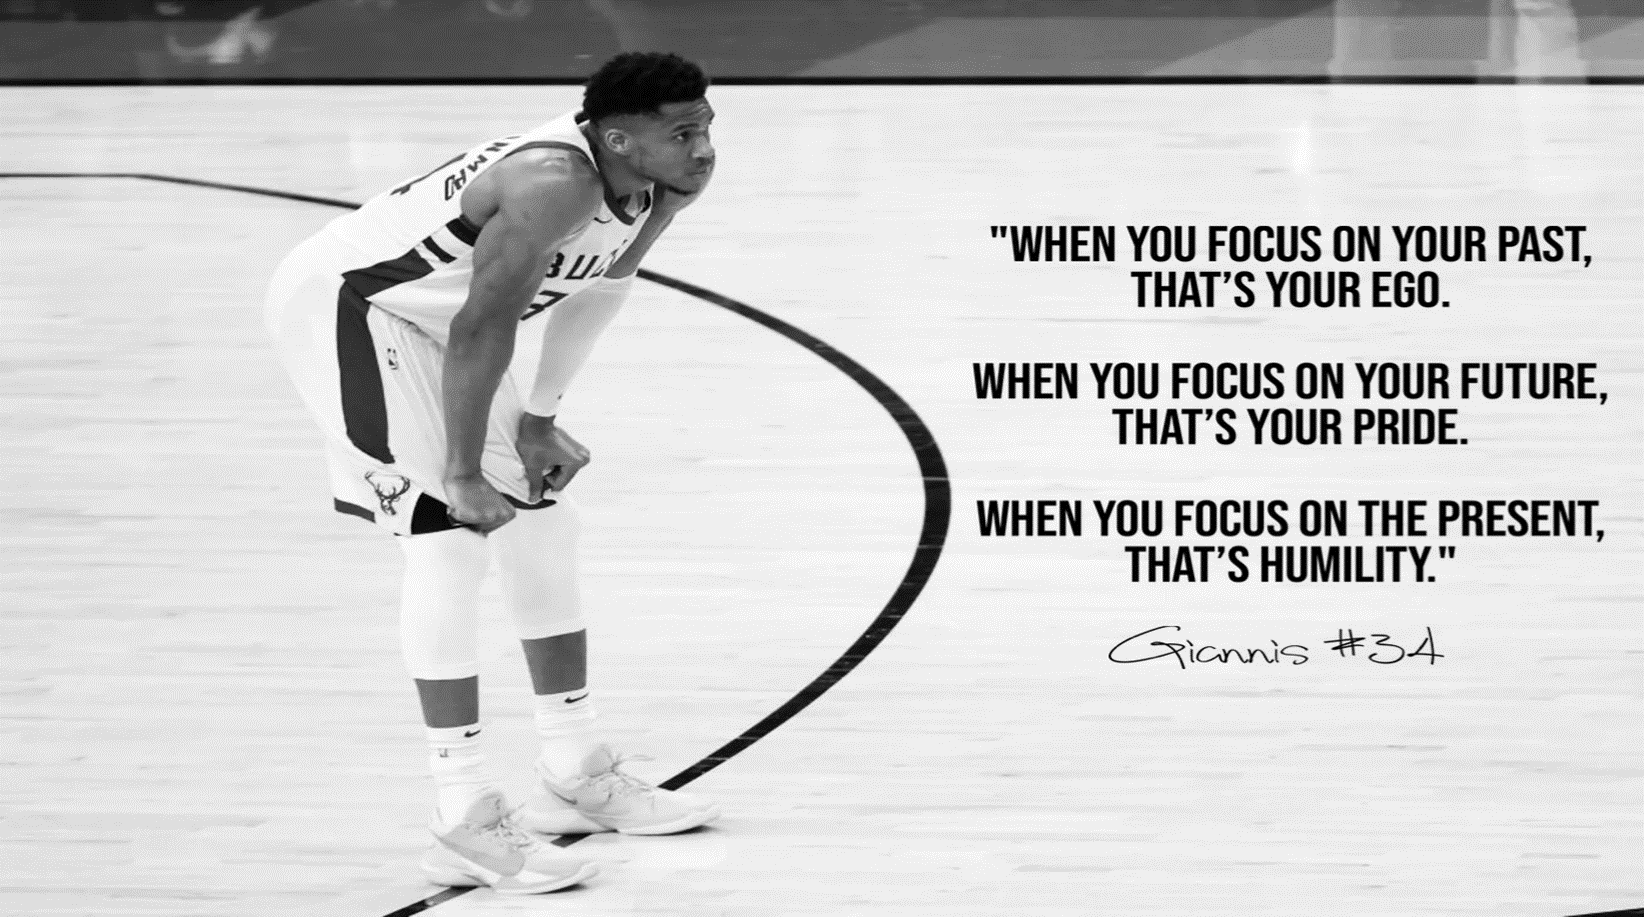 "WHEN YOU FOCUS ON YOUR PAST,
THAT’S YOUR EGO.
WHEN YOU FOCUS ON YOUR FUTURE,
THAT’S YOUR PRIDE.
WHEN YOU FOCUS ON THE PRESENT,
THAT’S HUMILITY."
Giannis #34